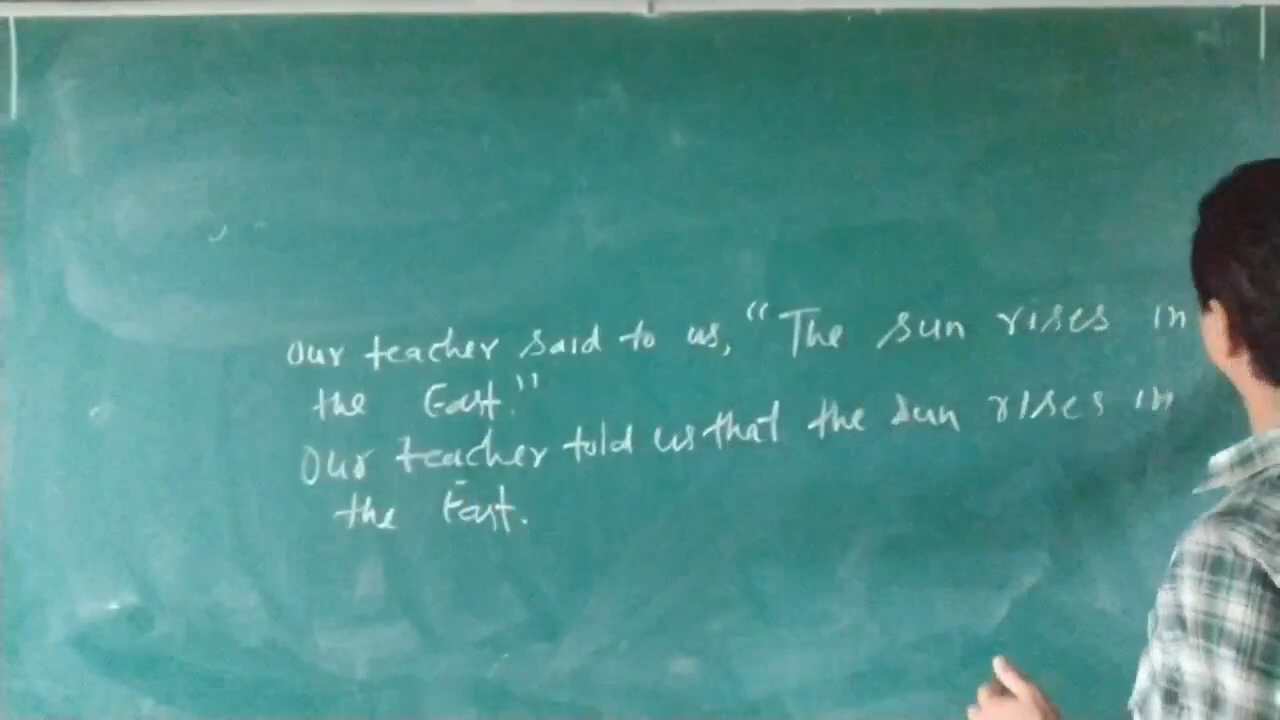 Our teacher said to us, "The sun rises in
the East."
Our teacher told us that the sun rises in
the East.